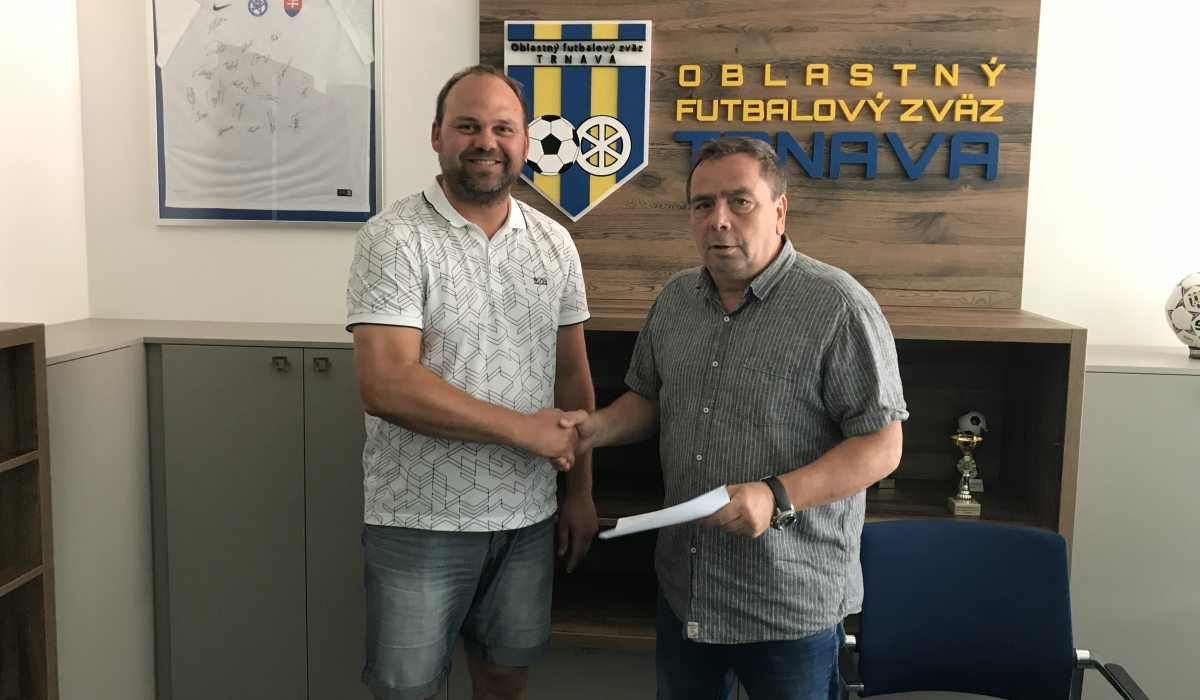 Oblastný futbalový zväz
TRNAVA
OBLASTNÝ
FUTBALOVÝ ZVÄZ
TRNAVA
BOSS